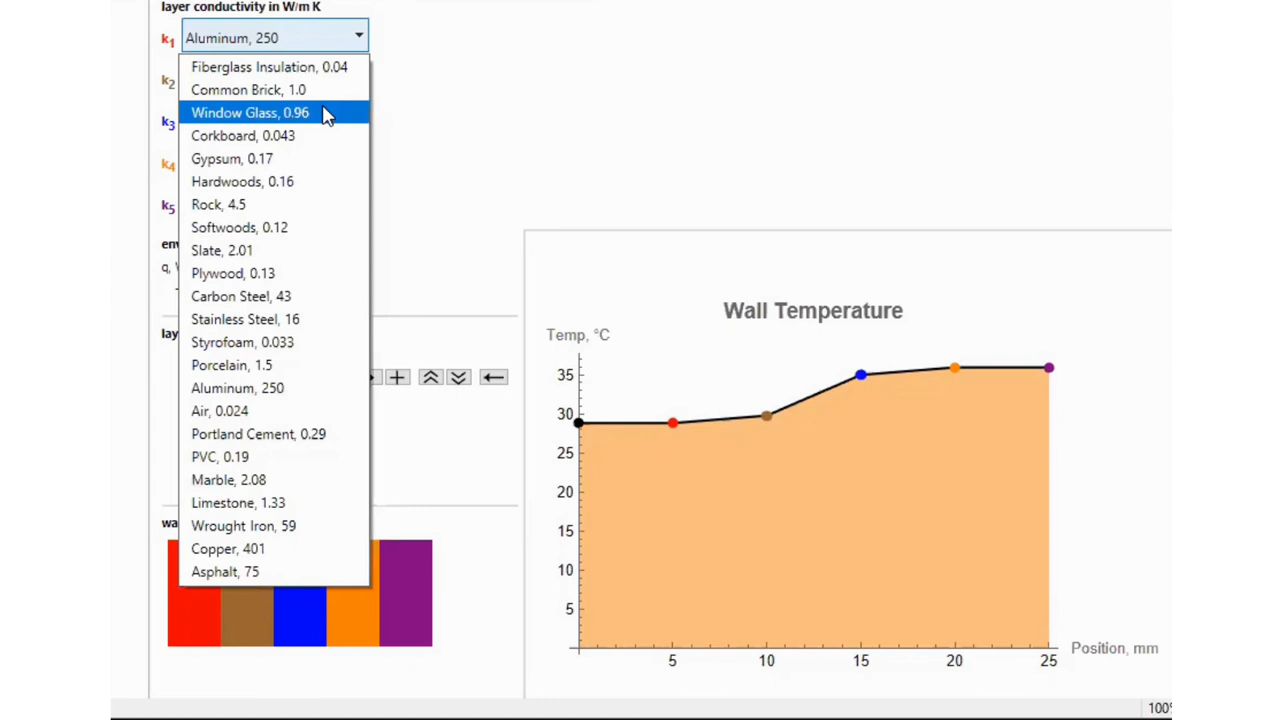 layer conductivity in W/m K
k1 Aluminum, 250
Fiberglass Insulation, 0.04
k2 Common Brick, 1.0
Window Glass, 0.96
k3
Corkboard, 0.043
Gypsum, 0.17
k4
Hardwoods, 0.16
k5 Rock, 4.5
Softwoods, 0.12
env
Slate, 2.01
q,
Plywood, 0.13
Carbon Steel, 43
Stainless Steel, 16
lay
Styrofoam, 0.033
Porcelain, 1.5
Aluminum, 250
Air, 0.024
Portland Cement, 0.29
PVC, 0.19
Marble, 2.08
Limestone, 1.33
wa
Wrought Iron, 59
Copper, 401
Asphalt, 75
Wall Temperature
Temp, °C
35
30
25
20
15
10
5
5 10 15 20 25
Position, mm
100%